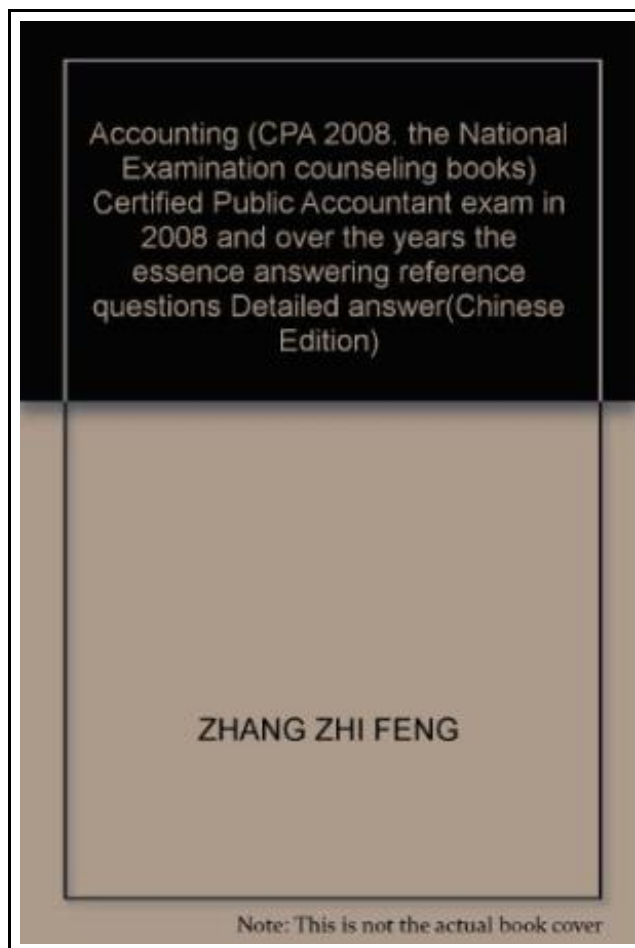 Accounting (CPA 2008. the National
Examination counseling books)
Certified Public Accountant exam in
2008 and over the years the
essence answering reference
questions Detailed answer(Chinese
Edition)
ZHANG ZHI FENG
Note: This is not the actual book cover